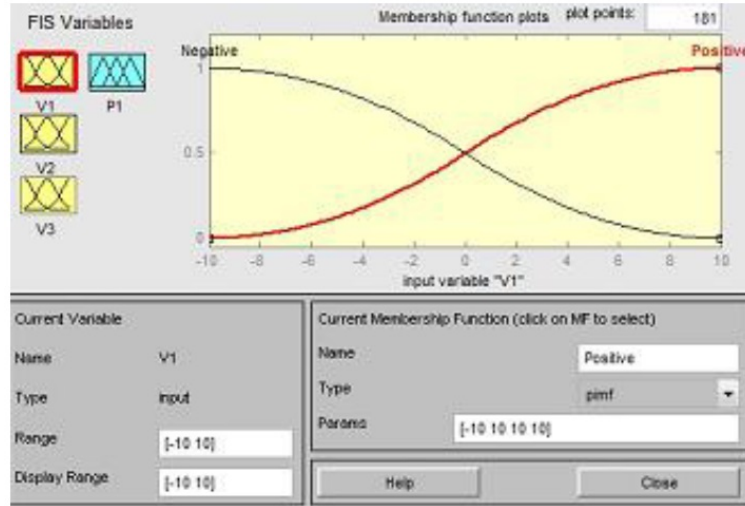 FIS Variables
Membership function plots plot points: 181
V1 P1
V2
V3
Negative Positive
1
0.5
0
-10 -8 -6 -4 -2 0 2 4 6 8 10
input variable "V1"
Current Variable
Name V1
Type input
Range [-10 10]
Display Range [-10 10]
Current Membership Function (click on MF to select)
Name Positive
Type pimf
Params [-10 10 10 10]
Help Close